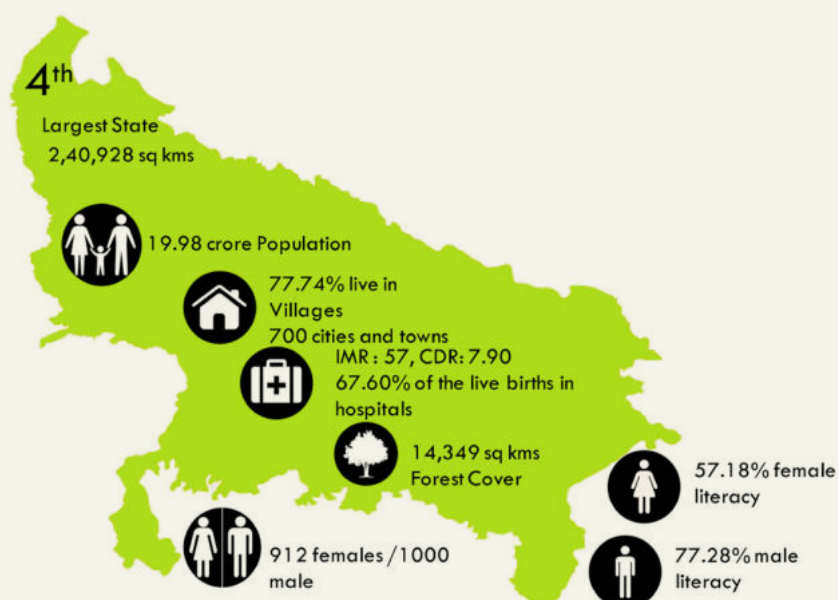 4th
Largest State
2,40,928 sq kms
19.98 crore Population
77.74% live in
Villages
700 cities and towns
IMR : 57, CDR: 7.90
67.60% of the live births in
hospitals
14,349 sq kms
Forest Cover
57.18% female
literacy
912 females /1000
male
77.28% male
literacy